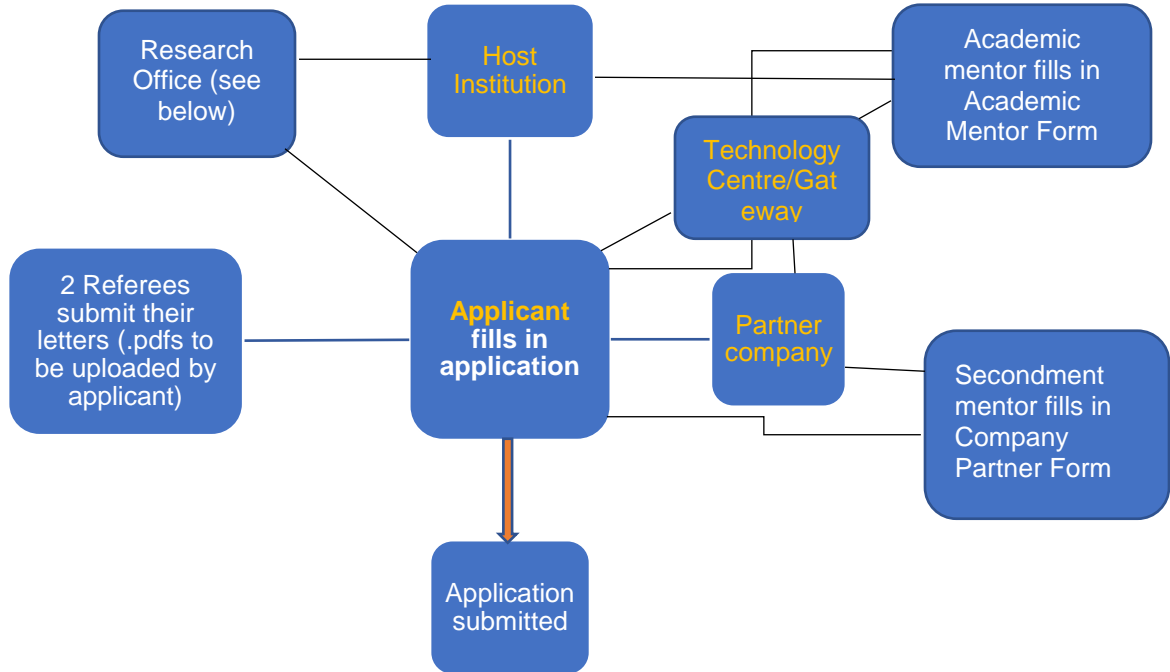 Research
Office (see
below)
Host
Institution
Academic
mentor fills in
Academic
Mentor Form
Technology
Centre/Gat
eway
2 Referees
submit their
letters (.pdfs to
be uploaded by
applicant)
Applicant
fills in
application
Partner
company
Secondment
mentor fills in
Company
Partner Form
Application
submitted